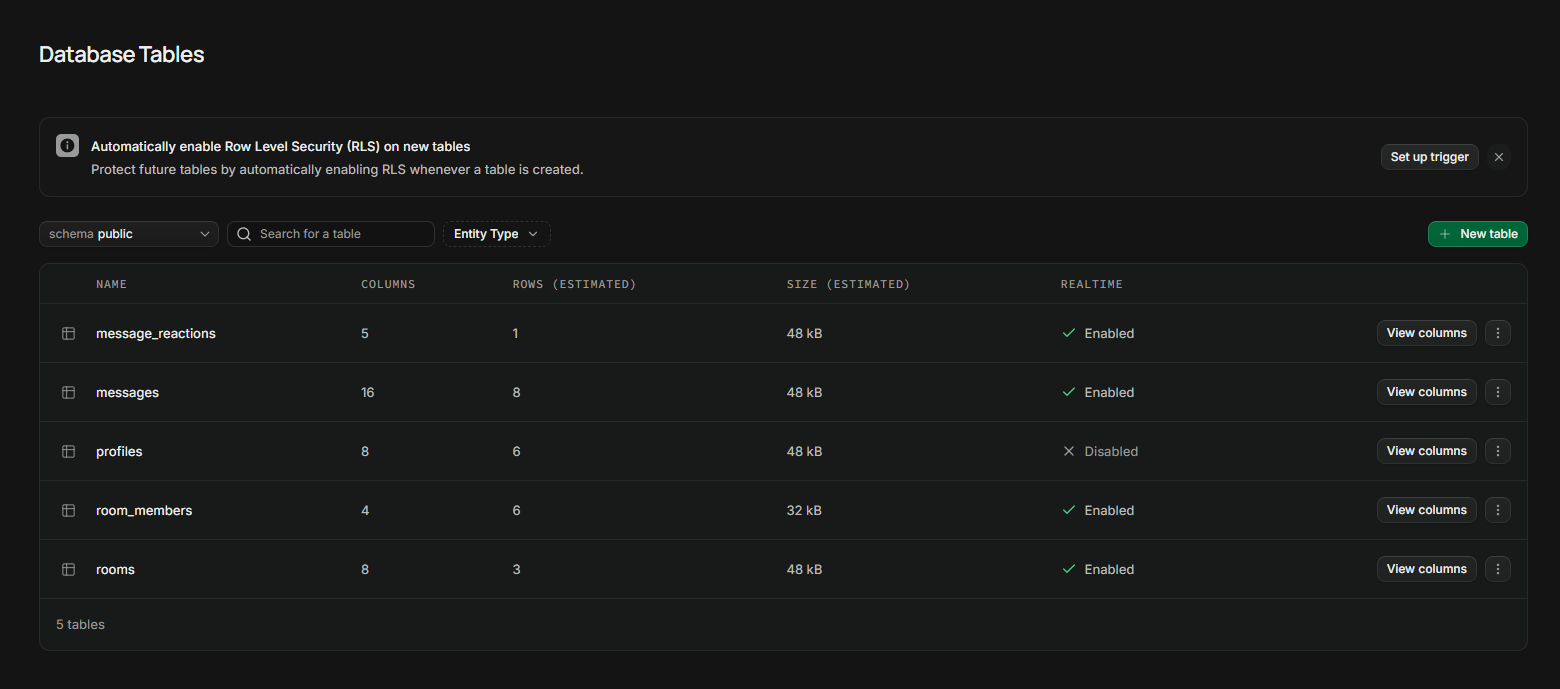 Database Tables
Automatically enable Row Level Security (RLS) on new tables
Protect future tables by automatically enabling RLS whenever a table is created.
Set up trigger
schema public
Search for a table
Entity Type
New table
NAME COLUMNS ROWS (ESTIMATED) SIZE (ESTIMATED) REALTIME
message_reactions 5 1 48 kB Enabled View columns
messages 16 8 48 kB Enabled View columns
profiles 8 6 48 kB Disabled View columns
room_members 4 6 32 kB Enabled View columns
rooms 8 3 48 kB Enabled View columns
5 tables